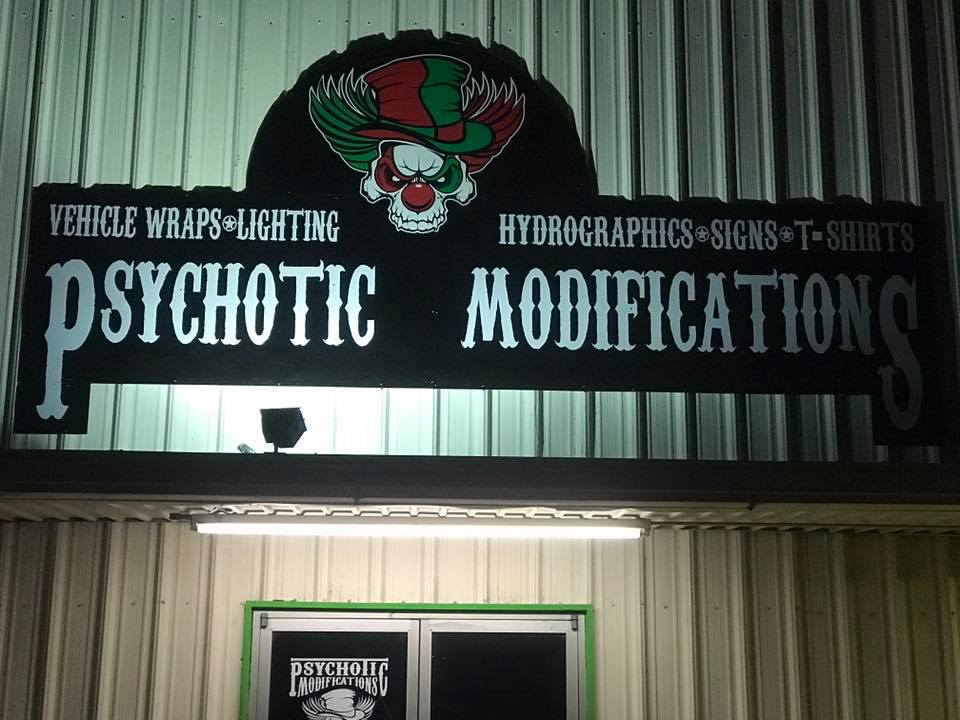 VEHICLE WRAPS✪LIGHTING HYDROGRAPHICS✪SIGNS✪T-SHIRTS
PSYCHOTIC MODIFICATIONS
PSYCHOTIC
MODIFICATIONS